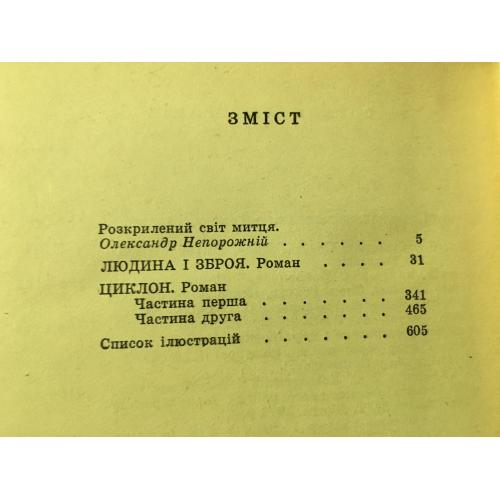 ЗМІСТ
Розкрилений світ митця.
Олександр Непорожній . . . . . . 5
ЛЮДИНА І ЗБРОЯ. Роман . . . . 31
ЦИКЛОН. Роман
Частина перша . . . . . . . 341
Частина друга . . . . . . . 465
Список ілюстрацій . . . . . . . 605